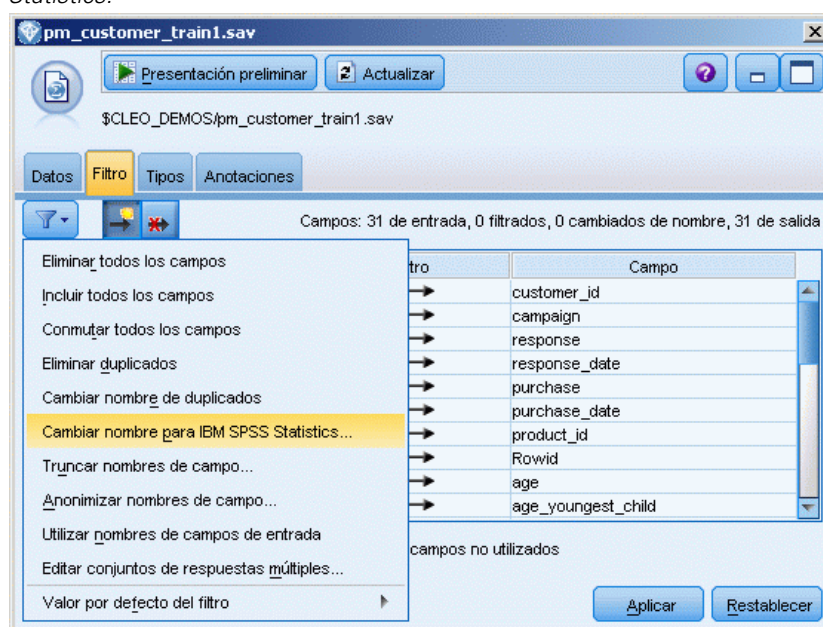 Statistics.
pm_customer_train1.sav
Presentación preliminar
Actualizar
$CLEO_DEMOS/pm_customer_train1.sav
Datos Filtro Tipos Anotaciones
Campos: 31 de entrada, 0 filtrados, 0 cambiados de nombre, 31 de salida
Eliminar todos los campos
Incluir todos los campos
Conmutar todos los campos
Eliminar duplicados
Cambiar nombre de duplicados
Cambiar nombre para IBM SPSS Statistics...
Truncar nombres de campo...
Anonimizar nombres de campo...
Utilizar nombres de campos de entrada
Editar conjuntos de respuestas múltiples...
Valor por defecto del filtro
tro Campo
customer_id
campaign
response
response_date
purchase
purchase_date
product_id
Rowid
age
age_youngest_child
campos no utilizados
Aplicar Restablecer